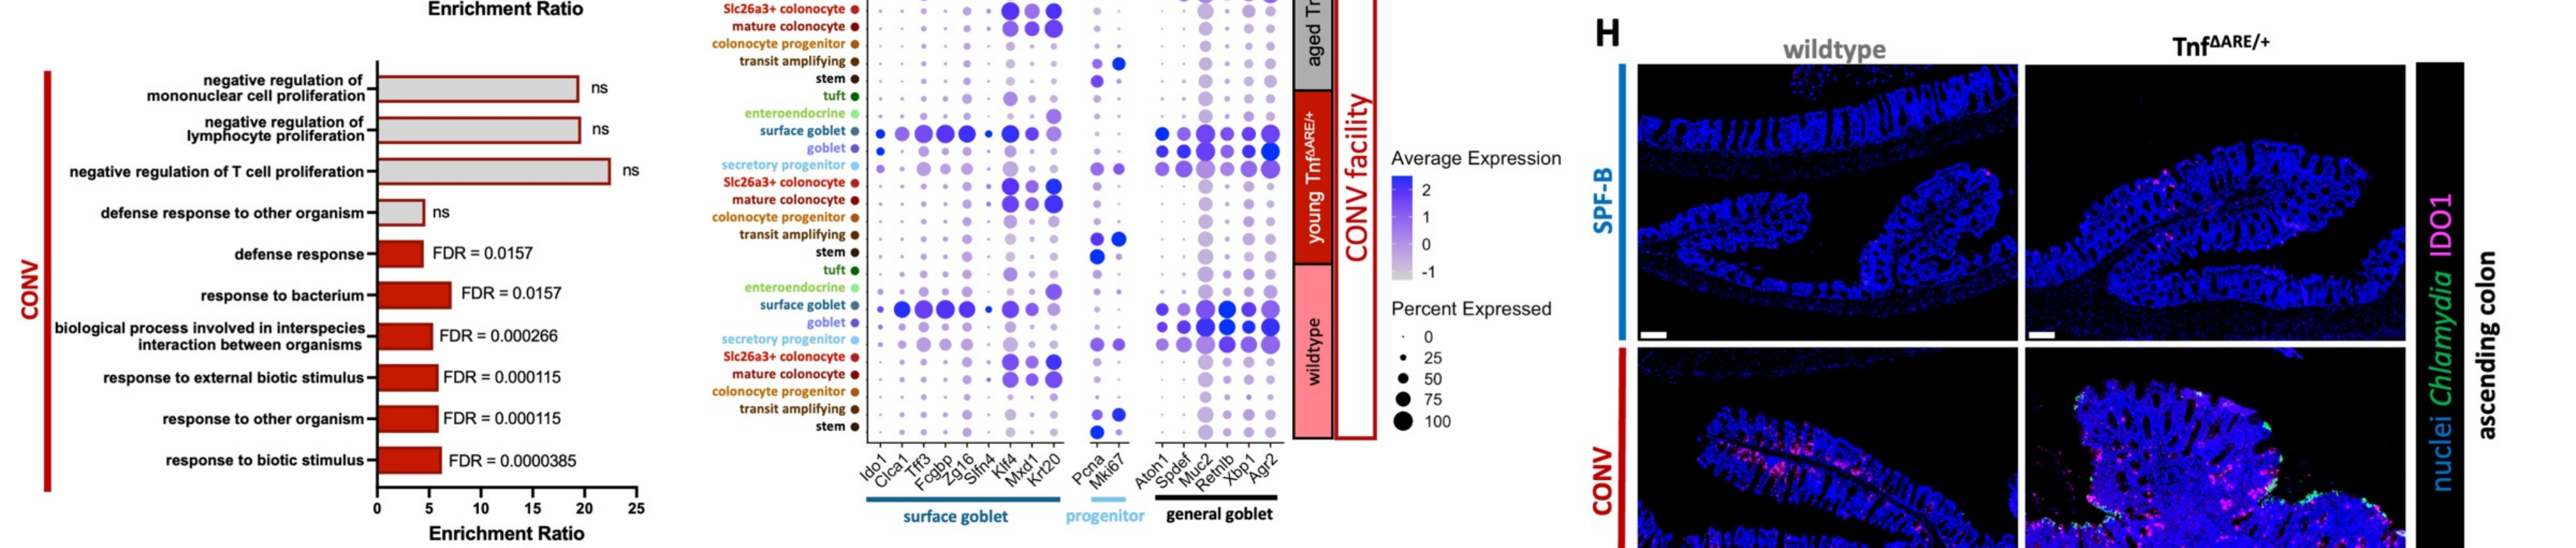 Enrichment Ratio
CONV
negative regulation of
mononuclear cell proliferation
ns
negative regulation of
lymphocyte proliferation
ns
negative regulation of T cell proliferation
ns
defense response to other organism
ns
defense response
FDR = 0.0157
response to bacterium
FDR = 0.0157
biological process involved in interspecies
interaction between organisms
FDR = 0.000266
response to external biotic stimulus
FDR = 0.000115
response to other organism
FDR = 0.000115
response to biotic stimulus
FDR = 0.0000385
0 5 10 15 20 25
Enrichment Ratio
Slc26a3+ colonocyte
mature colonocyte
colonocyte progenitor
transit amplifying
stem
tuft
enteroendocrine
surface goblet
goblet
secretory progenitor
Slc26a3+ colonocyte
mature colonocyte
colonocyte progenitor
transit amplifying
stem
tuft
enteroendocrine
surface goblet
goblet
secretory progenitor
Slc26a3+ colonocyte
mature colonocyte
colonocyte progenitor
transit amplifying
stem
Ido1 Clca1 Tff3 Fcgbp Zg16 Slfn4 Klf4 Mxd1 Krt20
Pcna Mki67
Atoh1 Spdef Muc2 Retnlb Xbp1 Agr2
surface goblet
progenitor
general goblet
aged
young TnfΔARE/+
wildtype
CONV facility
Average Expression
2
1
0
-1
Percent Expressed
0
25
50
75
100
H
wildtype
TnfΔARE/+
SPF-B
CONV
nuclei Chlamydia IDO1
ascending colon